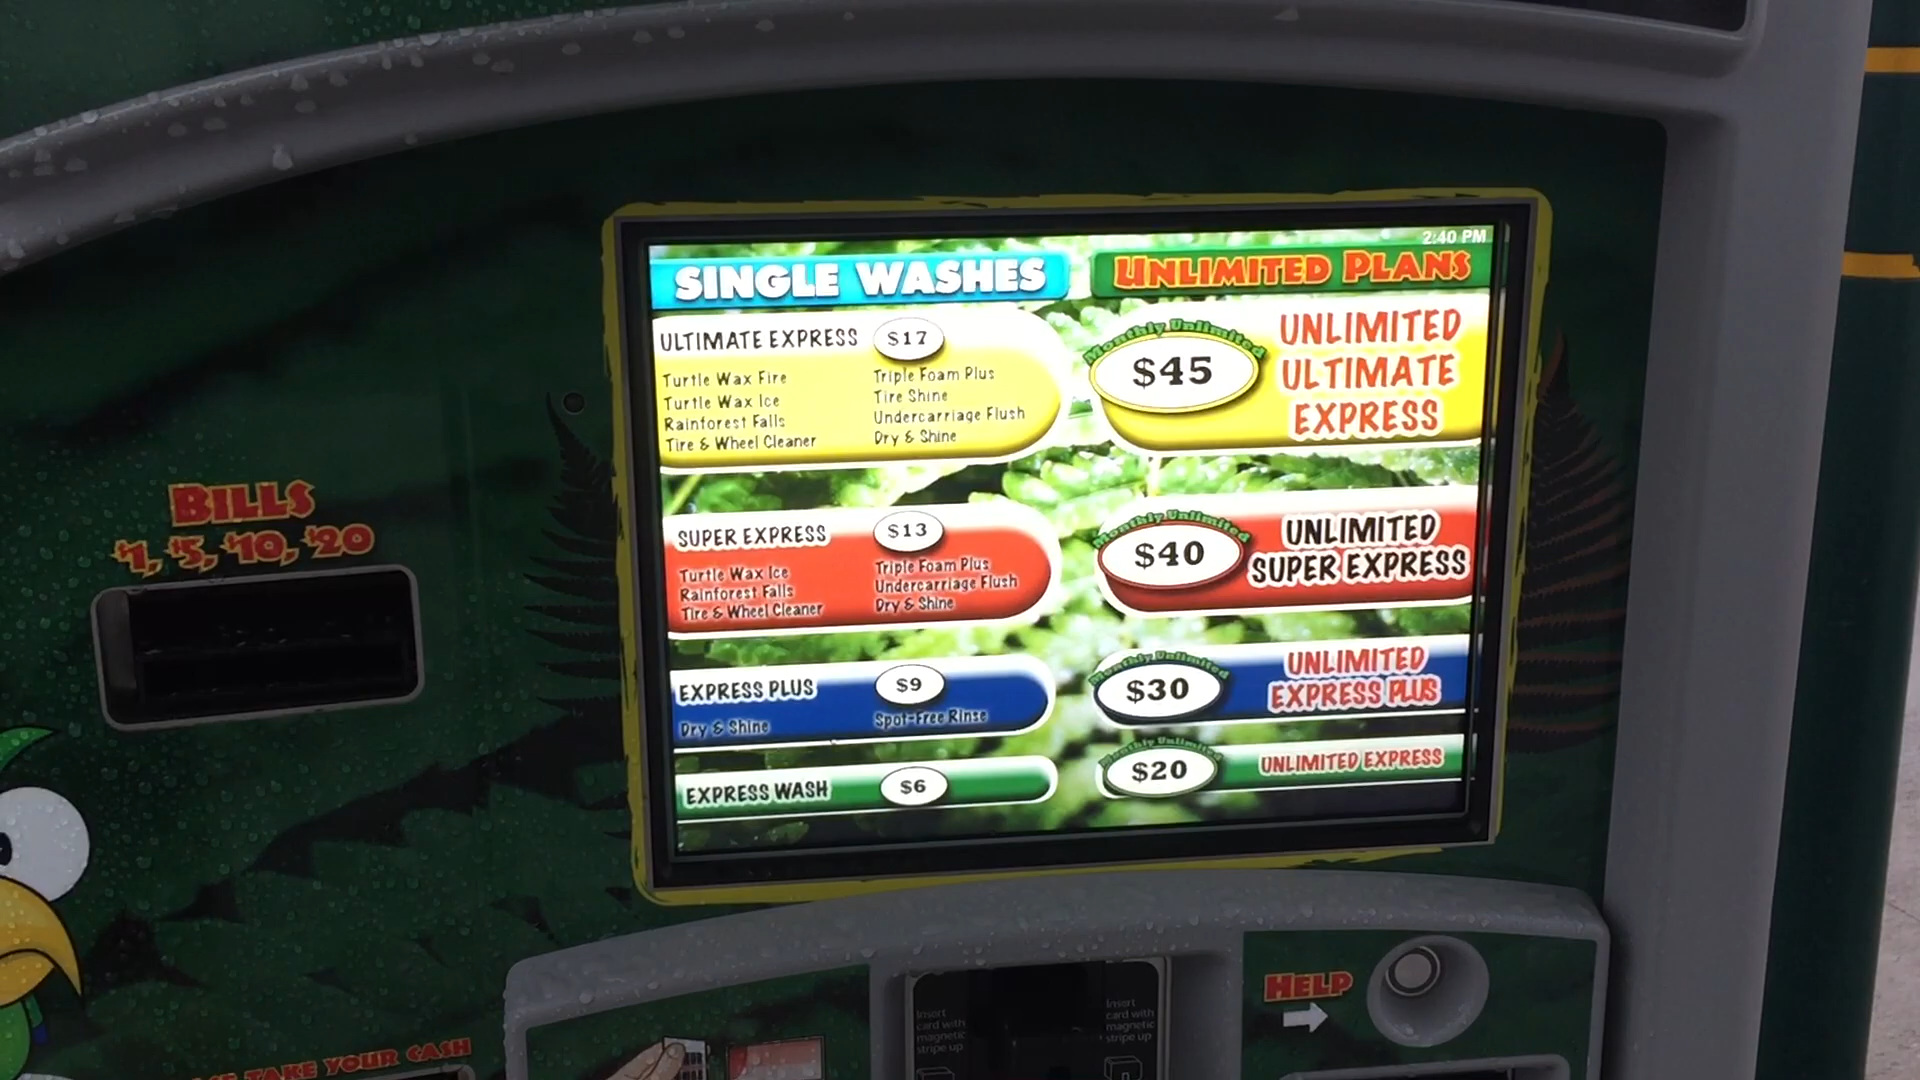 2:40 PM
SINGLE WASHES
UNLIMITED PLANS
ULTIMATE EXPRESS $17
Turtle Wax Fire
Turtle Wax Ice
Rainforest Falls
Tire & Wheel Cleaner
Triple Foam Plus
Tire Shine
Undercarriage Flush
Dry & Shine
Monthly Unlimited
$45
UNLIMITED
ULTIMATE
EXPRESS
SUPER EXPRESS $13
Turtle Wax Ice
Rainforest Falls
Tire & Wheel Cleaner
Triple Foam Plus
Undercarriage Flush
Dry & Shine
Monthly Unlimited
$40
UNLIMITED
SUPER EXPRESS
EXPRESS PLUS $9
Dry & Shine
Spot-Free Rinse
Monthly Unlimited
$30
UNLIMITED
EXPRESS PLUS
EXPRESS WASH $6
Monthly Unlimited
$20
UNLIMITED EXPRESS
BILLS
$1, $5, $10, $20
TAKE YOUR CASH
Insert
card with
magnetic
stripe up
Insert
card with
magnetic
stripe up
HELP